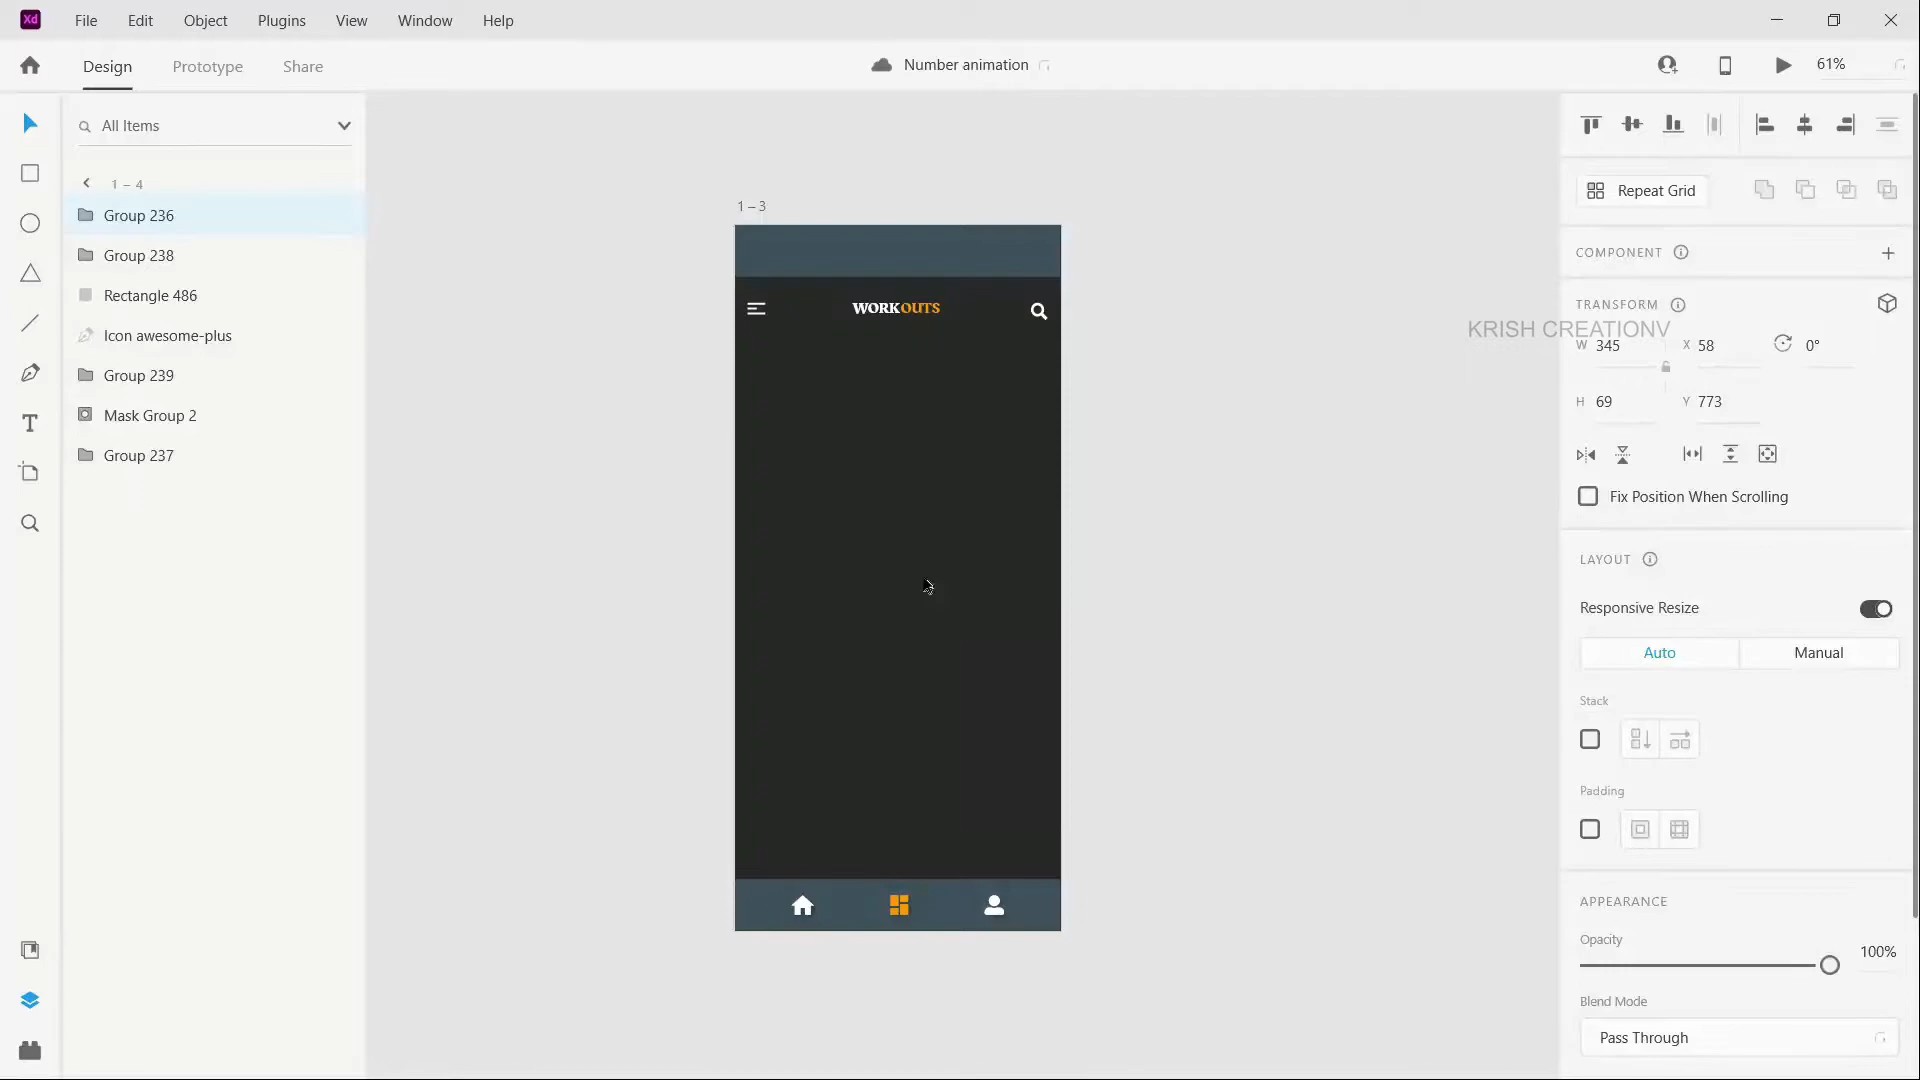 Xd File Edit Object Plugins View Window Help
Design Prototype Share Number animation 61%
All Items
1 – 4
Group 236
Group 238
Rectangle 486
Icon awesome-plus
Group 239
Mask Group 2
Group 237
1 – 3
WORKOUTS
Repeat Grid
COMPONENT
TRANSFORM
KRISH CREATIONV
W 345 X 58 0°
H 69 Y 773
Fix Position When Scrolling
LAYOUT
Responsive Resize
Auto Manual
Stack
Padding
APPEARANCE
Opacity
100%
Blend Mode
Pass Through